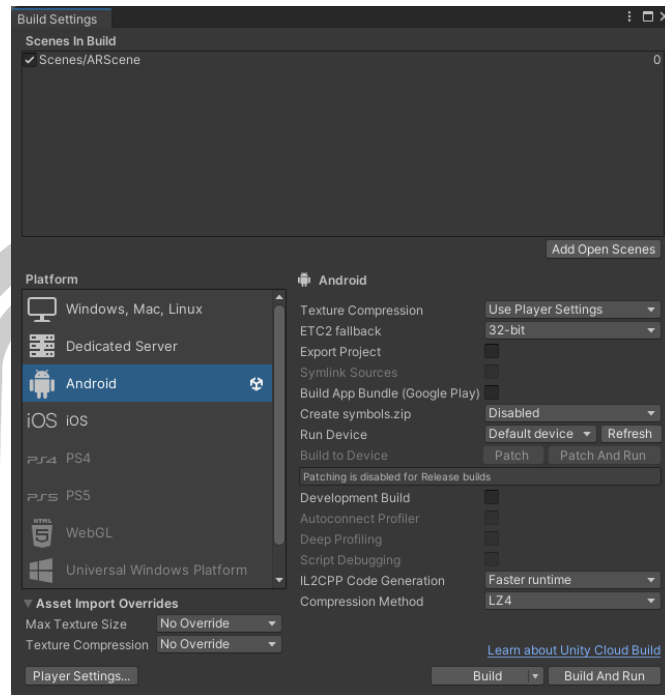 Build Settings
Scenes In Build
Scenes/ARScene 0
Add Open Scenes
Platform
Windows, Mac, Linux
Dedicated Server
Android
iOS iOS
PS4 PS4
PS5 PS5
HTML 5 WebGL
Universal Windows Platform
Asset Import Overrides
Max Texture Size No Override
Texture Compression No Override
Player Settings...
Android
Texture Compression Use Player Settings
ETC2 fallback 32-bit
Export Project
Symlink Sources
Build App Bundle (Google Play)
Create symbols.zip Disabled
Run Device Default device Refresh
Build to Device Patch Patch And Run
Patching is disabled for Release builds
Development Build
Autoconnect Profiler
Deep Profiling
Script Debugging
IL2CPP Code Generation Faster runtime
Compression Method LZ4
Learn about Unity Cloud Build
Build Build And Run